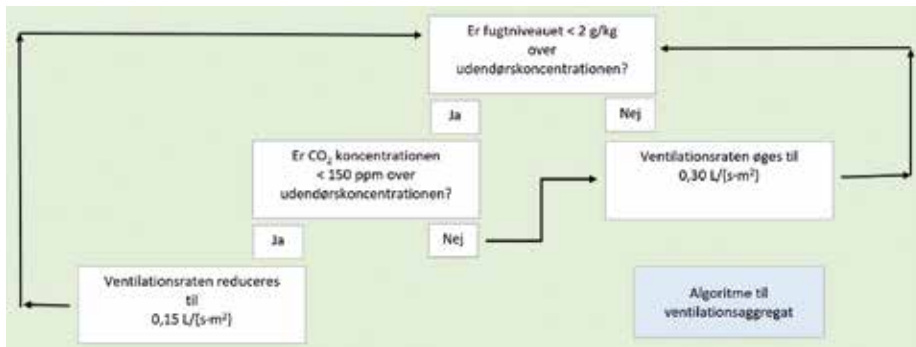 Er fugtniveauet < 2 g/kg
over
udendørskoncentrationen?
Ja
Nej
Er CO₂ koncentrationen
< 150 ppm over
udendørskoncentrationen?
Ventilationsraten øges til
0,30 L/(s·m²)
Ja
Nej
Ventilationsraten reduceres
til
0,15 L/(s·m²)
Algoritme til
ventilationsaggregat